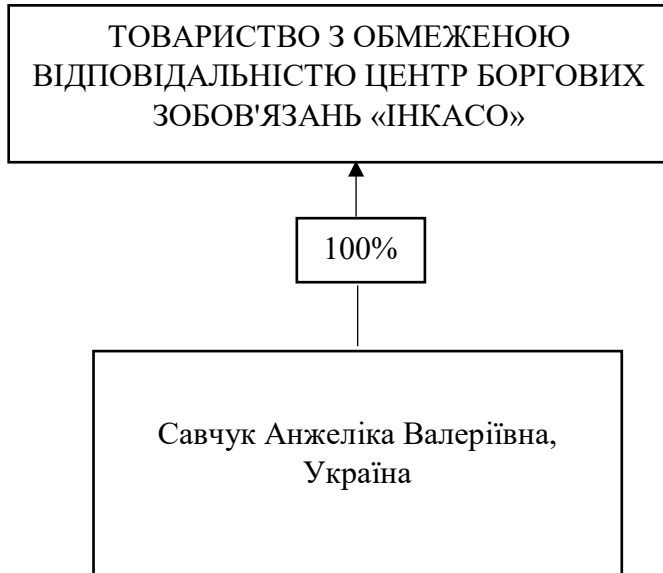 ТОВАРИСТВО З ОБМЕЖЕНОЮ
ВІДПОВІДАЛЬНІСТЮ ЦЕНТР БОРГОВИХ
ЗОБОВ'ЯЗАНЬ «ІНКАСО»
100%
Савчук Анжеліка Валеріївна,
Україна